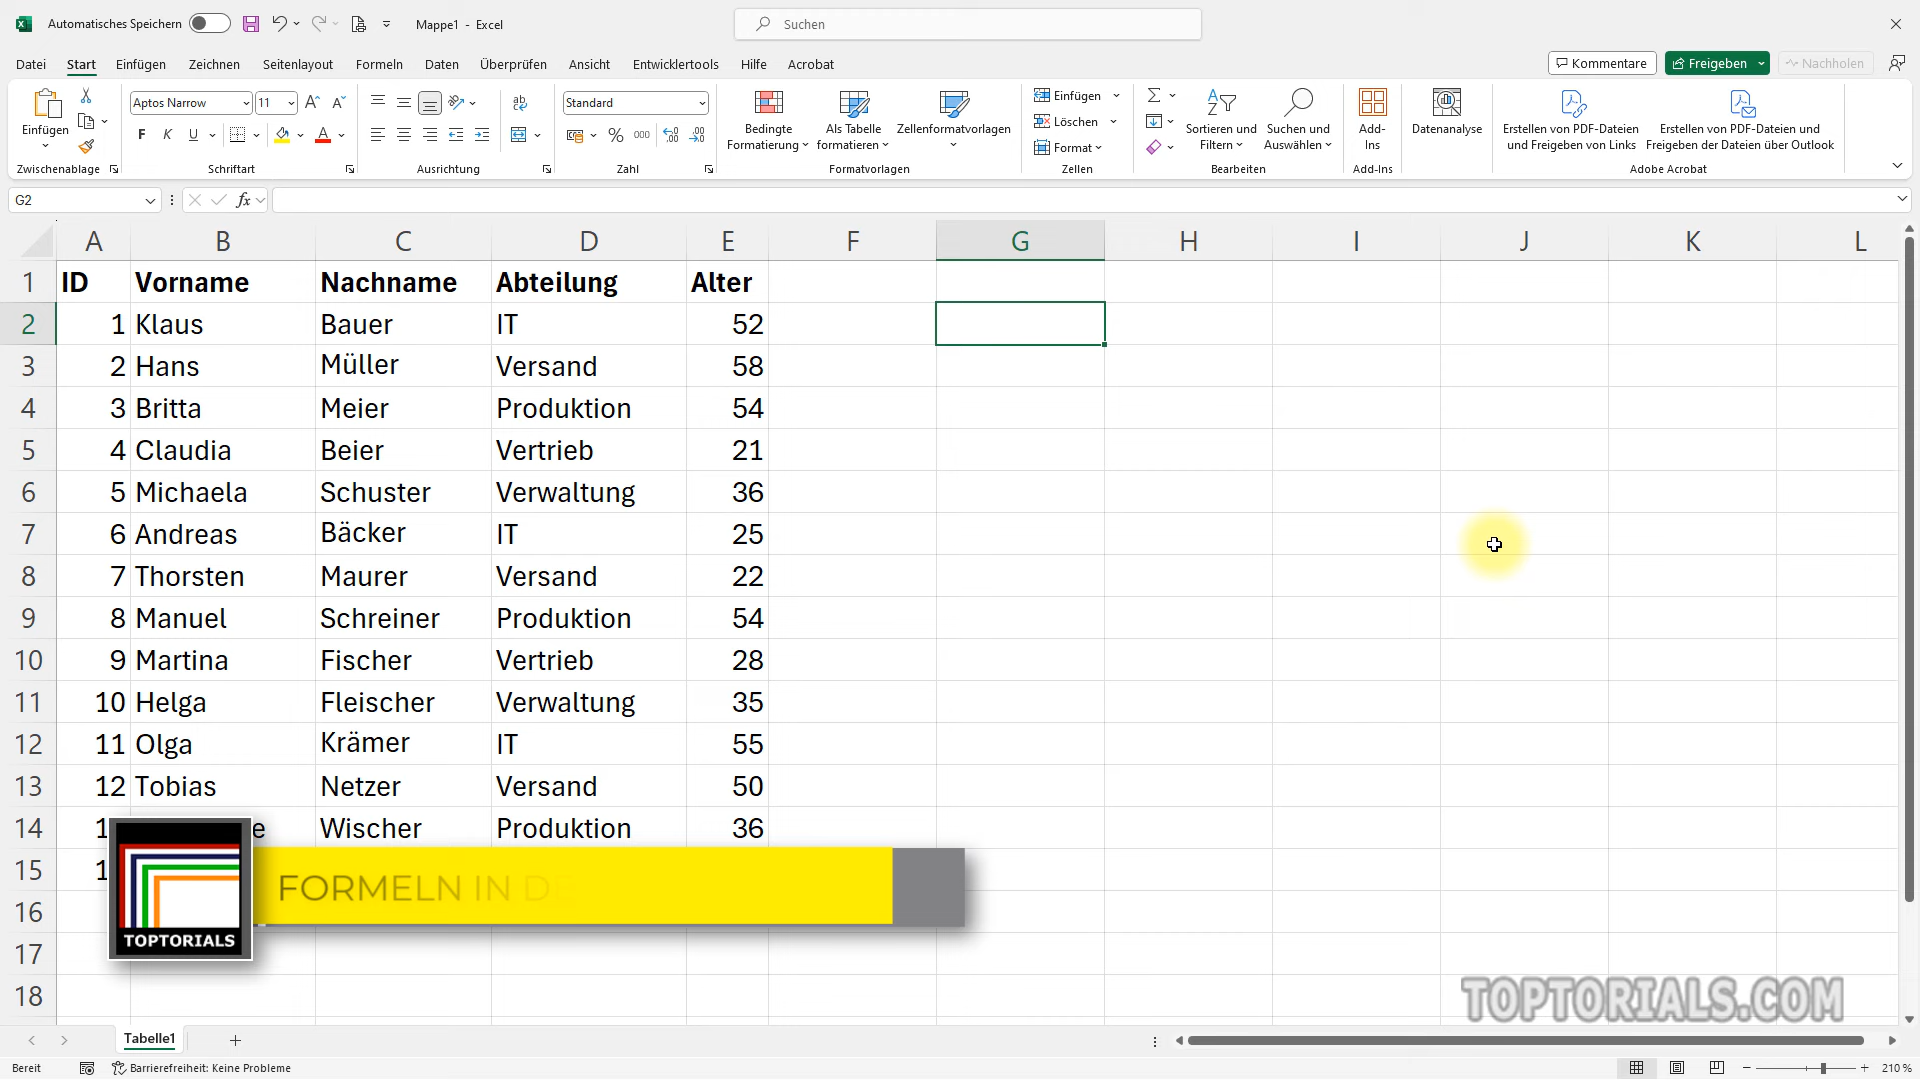 Automatisches Speichern
Mappe1 - Excel
Suchen
Datei Start Einfügen Zeichnen Seitenlayout Formeln Daten Überprüfen Ansicht Entwicklertools Hilfe Acrobat
Kommentare Freigeben Nachholen
Einfügen
Zwischenablage
Aptos Narrow 11
F K U
Schriftart
ab
Ausrichtung
Standard
% 000
Zahl
Bedingte Formatierung
Als Tabelle formatieren
Zellenformatvorlagen
Formatvorlagen
Einfügen
Löschen
Format
Zellen
Sortieren und Filtern
Suchen und Auswählen
Bearbeiten
Add-Ins
Add-Ins
Datenanalyse
Erstellen von PDF-Dateien und Freigeben von Links
Erstellen von PDF-Dateien und Freigeben der Dateien über Outlook
Adobe Acrobat
G2
fx
A B C D E F G H I J K L
1 ID Vorname Nachname Abteilung Alter
2 1 Klaus Bauer IT 52
3 2 Hans Müller Versand 58
4 3 Britta Meier Produktion 54
5 4 Claudia Beier Vertrieb 21
6 5 Michaela Schuster Verwaltung 36
7 6 Andreas Bäcker IT 25
8 7 Thorsten Maurer Versand 22
9 8 Manuel Schreiner Produktion 54
10 9 Martina Fischer Vertrieb 28
11 10 Helga Fleischer Verwaltung 35
12 11 Olga Krämer IT 55
13 12 Tobias Netzer Versand 50
14 Wischer Produktion 36
15
16
17
18
FORMELN IN DE
TOPTORIALS
TOPTORIALS.COM
Tabelle1
Bereit
Barrierefreiheit: Keine Probleme
210 %